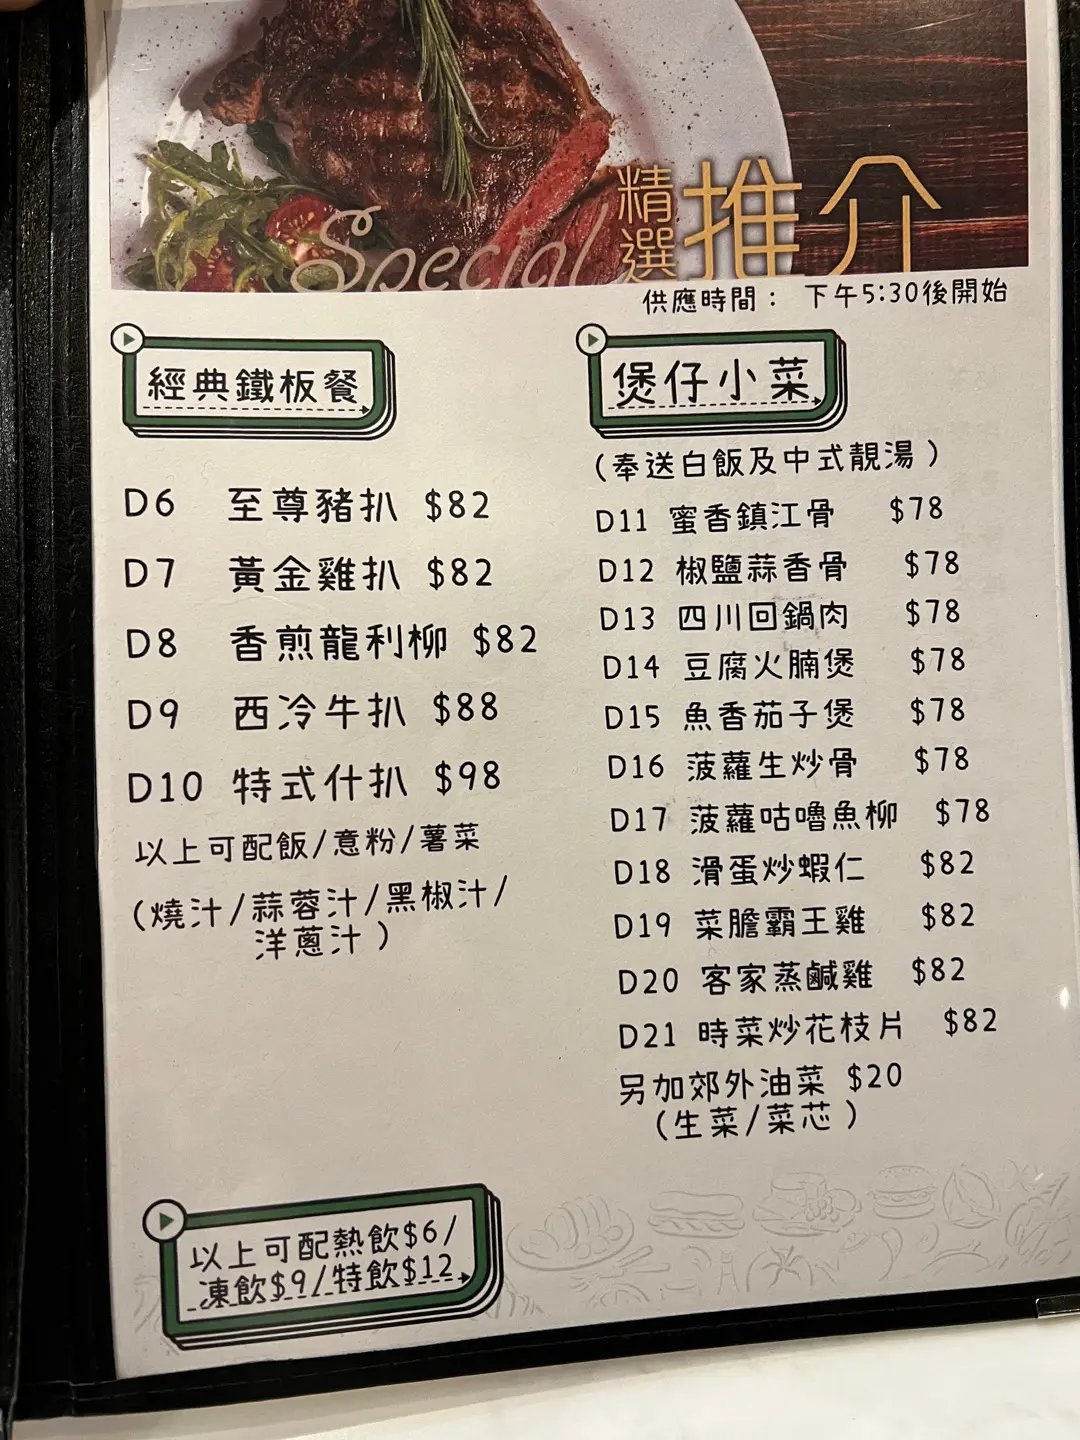 Special 精選推介
供應時間： 下午5:30後開始
經典鐵板餐
D6 至尊豬扒 $82
D7 黃金雞扒 $82
D8 香煎龍利柳 $82
D9 西冷牛扒 $88
D10 特式什扒 $98
以上可配飯/意粉/薯菜
(燒汁/蒜蓉汁/黑椒汁/
洋蔥汁 )
煲仔小菜
(奉送白飯及中式靚湯 )
D11 蜜香鎮江骨 $78
D12 椒鹽蒜香骨 $78
D13 四川回鍋肉 $78
D14 豆腐火腩煲 $78
D15 魚香茄子煲 $78
D16 菠蘿生炒骨 $78
D17 菠蘿咕嚕魚柳 $78
D18 滑蛋炒蝦仁 $82
D19 菜膽霸王雞 $82
D20 客家蒸鹹雞 $82
D21 時菜炒花枝片 $82
另加郊外油菜 $20
(生菜/菜芯 )
以上可配熱飲$6/
凍飲$9/特飲$12